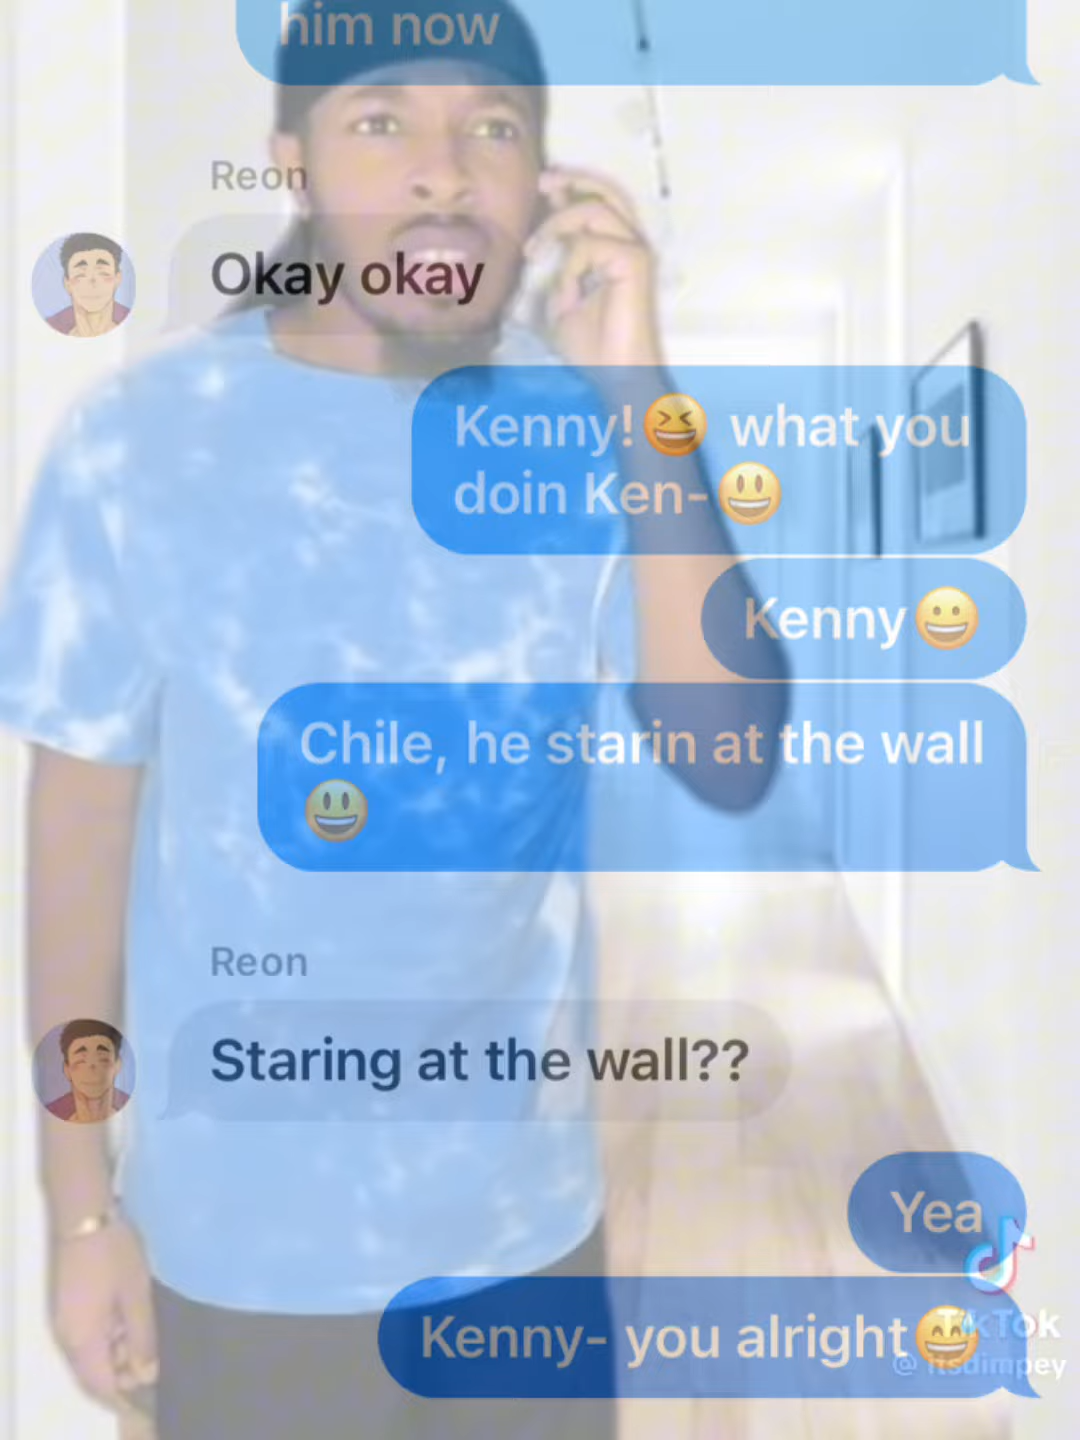 him now
Reon
Okay okay
Kenny!😆 what you
doin Ken-😃
Kenny😀
Chile, he starin at the wall
😃
Reon
Staring at the wall??
Yea
Kenny- you alright😅
TikTok
@ itsdimpey